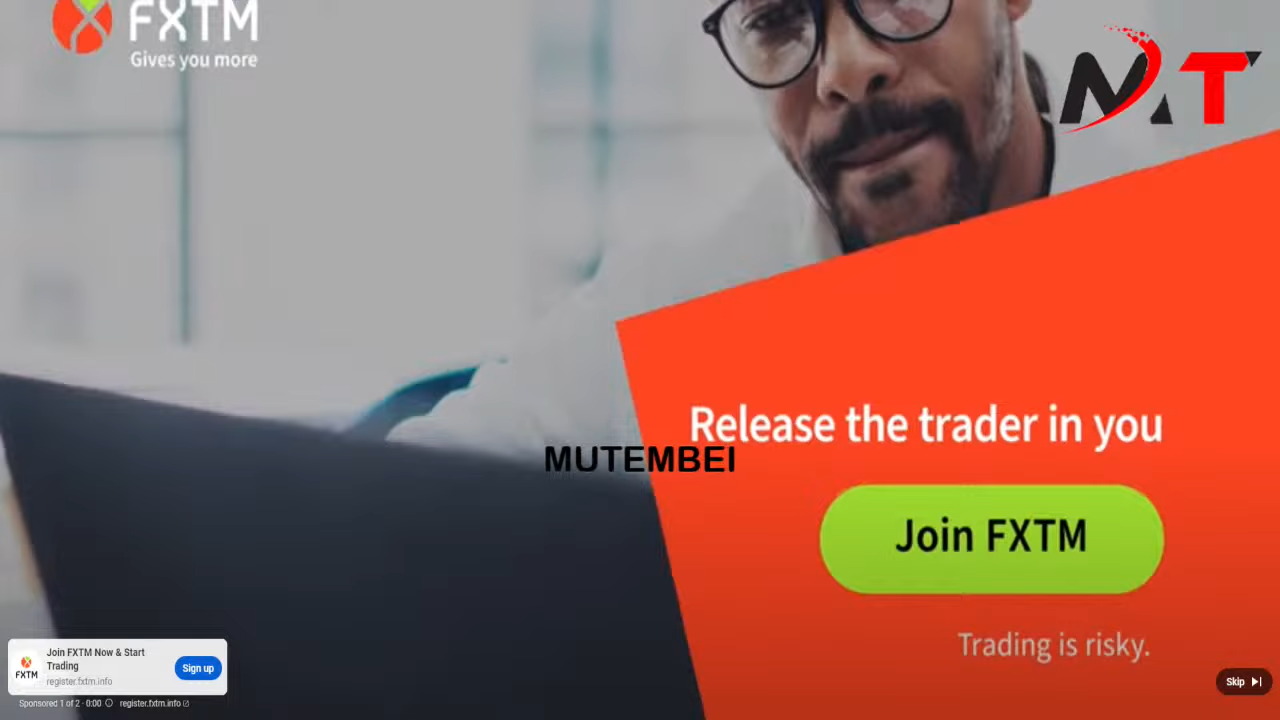 FXTM
Gives you more
MT
Release the trader in you
MUTEMBEI
Join FXTM
Trading is risky.
FXTM
Join FXTM Now & Start
Trading
register.fxtm.info
Sign up
Sponsored 1 of 2 · 0:00
register.fxtm.info
Skip